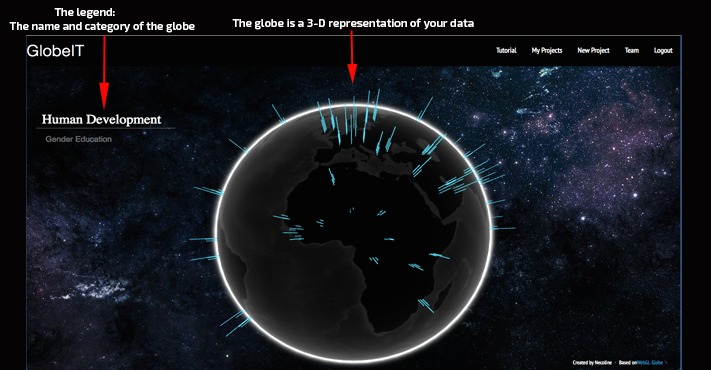 The legend:
The name and category of the globe
The globe is a 3-D representation of your data
GlobeIT
Tutorial My Projects New Project Team Logout
Human Development
Gender Education
Created by Necoline - Based on WebGL Globe